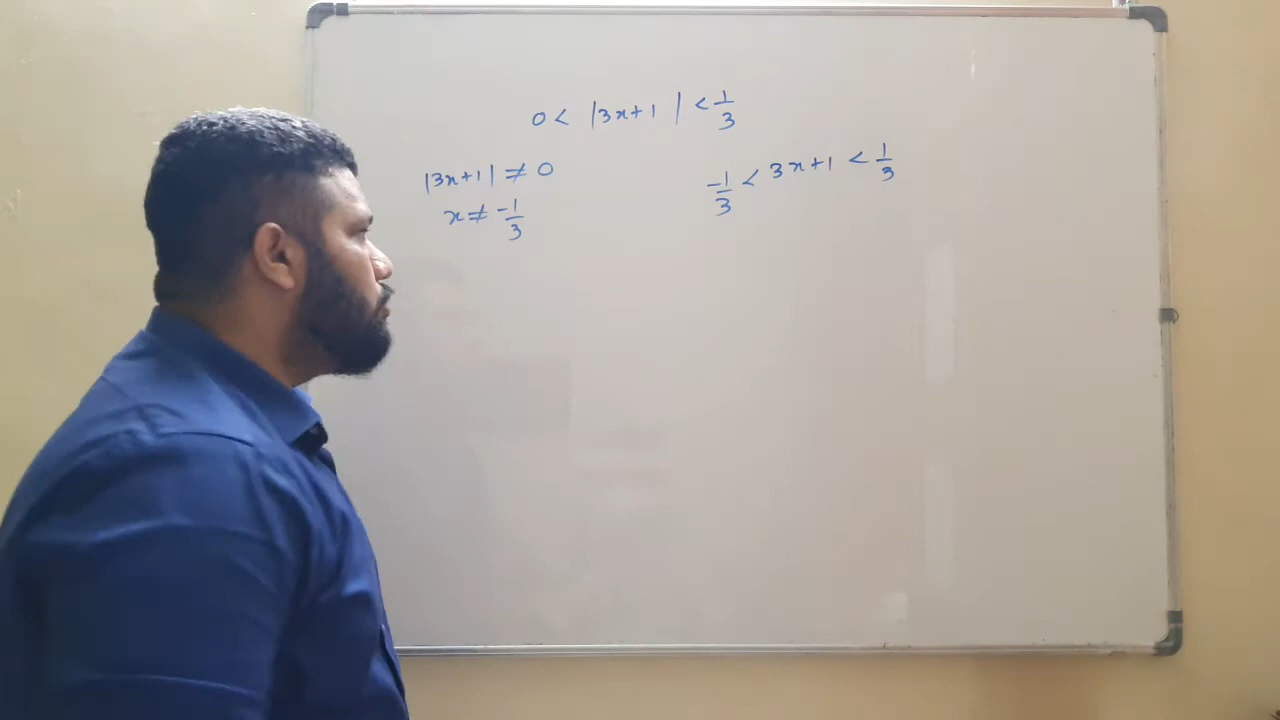 0 < |3x+1| < 1/3
|3x+1| ≠ 0
x ≠ -1/3
-1/3 < 3x+1 < 1/3